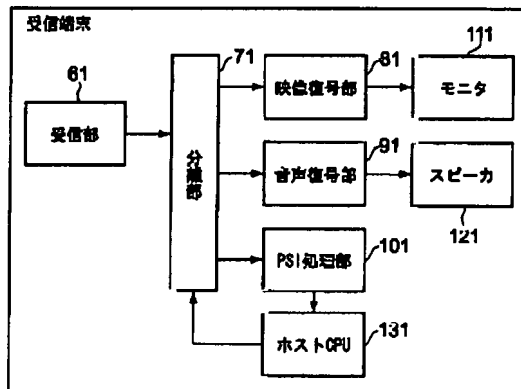 受信端末
61
受信部
71
分離部
81
映像復号部
111
モニタ
91
音声復号部
スピーカ
121
PSI処理部
101
ホストCPU
131